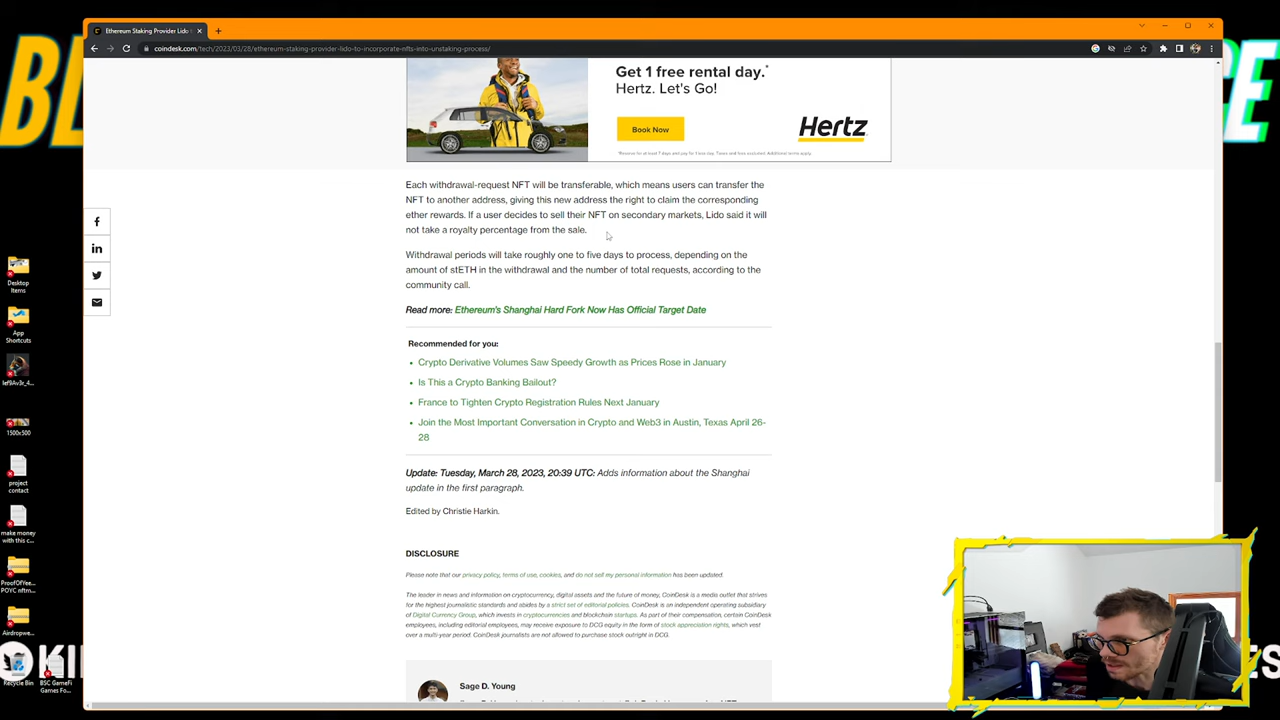 Ethereum Staking Provider Lido
coindesk.com/tech/2023/03/28/ethereum-staking-provider-lido-to-incorporate-nfts-into-unstaking-process/
Get 1 free rental day.*
Hertz. Let's Go!
Book Now
Hertz
Each withdrawal-request NFT will be transferable, which means users can transfer the
NFT to another address, giving this new address the right to claim the corresponding
ether rewards. If a user decides to sell their NFT on secondary markets, Lido said it will
not take a royalty percentage from the sale.
Withdrawal periods will take roughly one to five days to process, depending on the
amount of stETH in the withdrawal and the number of total requests, according to the
community call.
Read more: Ethereum's Shanghai Hard Fork Now Has Official Target Date
Recommended for you:
• Crypto Derivative Volumes Saw Speedy Growth as Prices Rose in January
• Is This a Crypto Banking Bailout?
• France to Tighten Crypto Registration Rules Next January
• Join the Most Important Conversation in Crypto and Web3 in Austin, Texas April 26-
28
Update: Tuesday, March 28, 2023, 20:39 UTC: Adds information about the Shanghai
update in the first paragraph.
Edited by Christie Harkin.
DISCLOSURE
Please note that our privacy policy, terms of use, cookies, and do not sell my personal information has been updated.
The leader in news and information on cryptocurrency, digital assets and the future of money, CoinDesk is a media outlet that strives
for the highest journalistic standards and abides by a strict set of editorial policies. CoinDesk is an independent operating subsidiary
of Digital Currency Group, which invests in cryptocurrencies and blockchain startups. As part of their compensation, certain CoinDesk
employees, including editorial employees, may receive exposure to DCG equity in the form of stock appreciation rights, which vest
over a multi-year period. CoinDesk journalists are not allowed to purchase stock outright in DCG.
Sage D. Young
Desktop
Items
App
Shortcuts
1500x500
project
contact
make money
with this c...
ProofOfYee...
POYC nftm...
Airdropwe...
Recycle Bin
BSC GameFi
Games Fo...